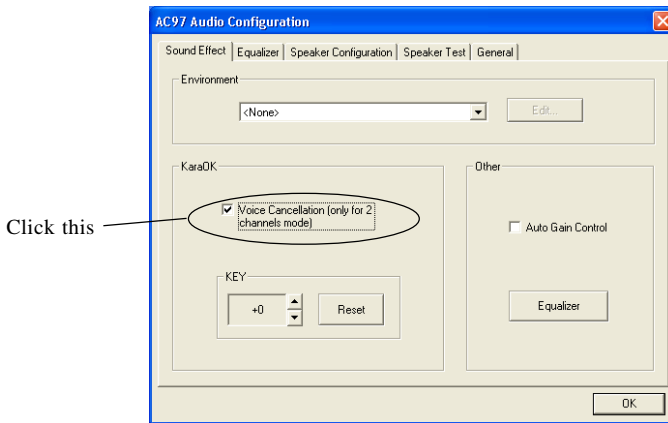 AC97 Audio Configuration
Sound Effect Equalizer Speaker Configuration Speaker Test General
Environment
<None>
Edit...
KaraOK
Voice Cancellation (only for 2
channels mode)
Click this
KEY
+0
Reset
Other
Auto Gain Control
Equalizer
OK